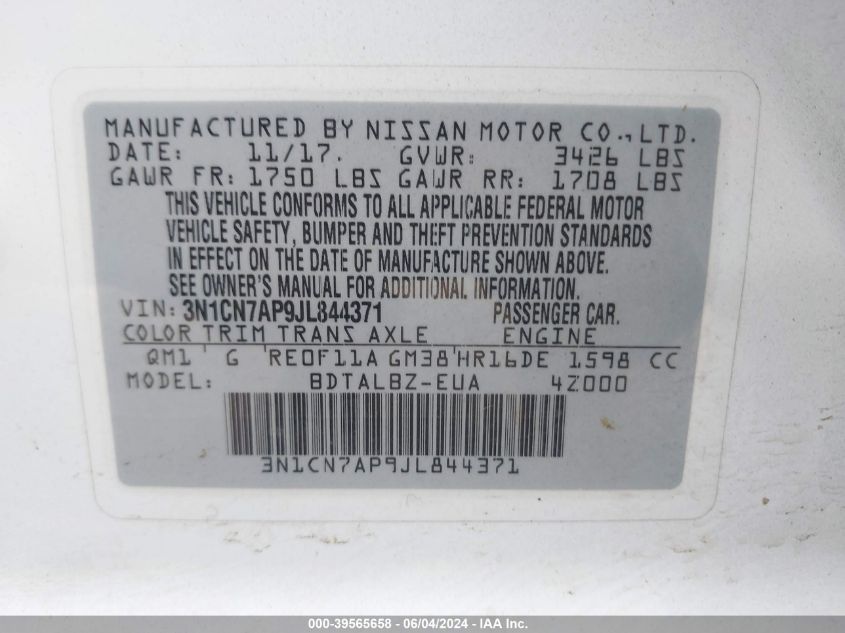 MANUFACTURED BY NISSAN MOTOR CO., LTD.
DATE: 11/17. GVWR: 3426 LBS
GAWR FR: 1750 LBS GAWR RR: 1708 LBS
THIS VEHICLE CONFORMS TO ALL APPLICABLE FEDERAL MOTOR
VEHICLE SAFETY, BUMPER AND THEFT PREVENTION STANDARDS
IN EFFECT ON THE DATE OF MANUFACTURE SHOWN ABOVE.
SEE OWNER'S MANUAL FOR ADDITIONAL INFORMATION.
VIN: 3N1CN7AP9JL844371 PASSENGER CAR.
COLOR TRIM TRANS AXLE ENGINE
QM1 ' G 'RE0F11A GM38'HR16DE 1598 CC
MODEL: BDTALBZ-EUA 4Z000
3N1CN7AP9JL844371
000-39565658 - 06/04/2024 - IAA Inc.